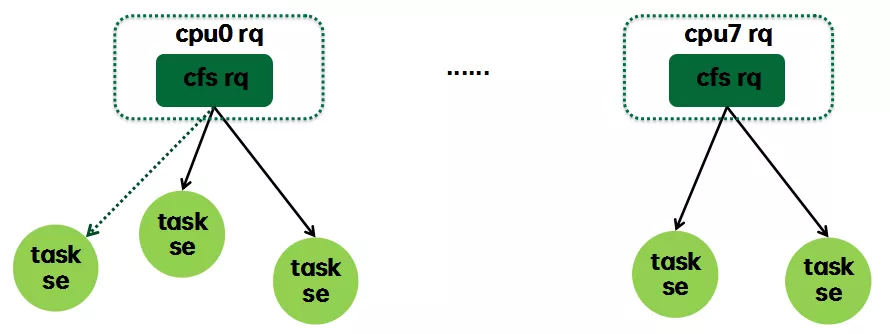 cpu0 rq
cpu7 rq
cfs rq
......
cfs rq
task
se
task
se
task
se
task
se
task
se